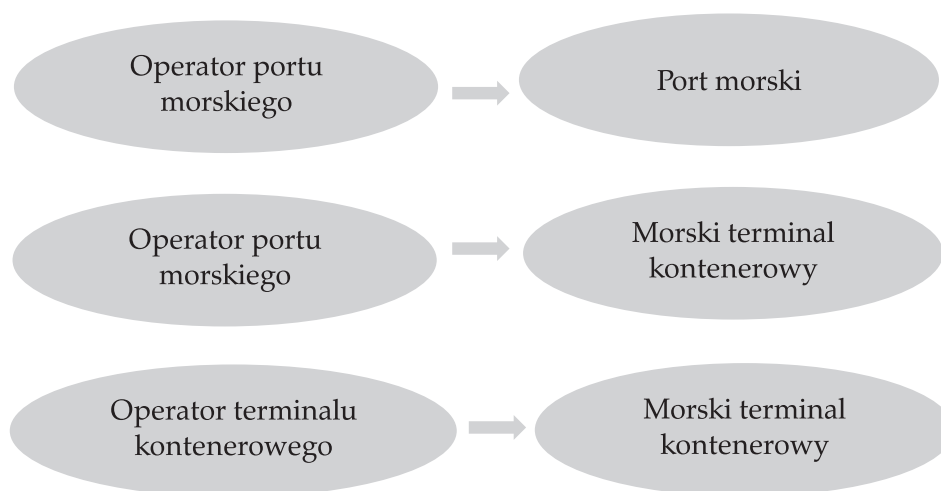 Operator portu
morskiego
Port morski
Operator portu
morskiego
Morski terminal
kontenerowy
Operator terminalu
kontenerowego
Morski terminal
kontenerowy